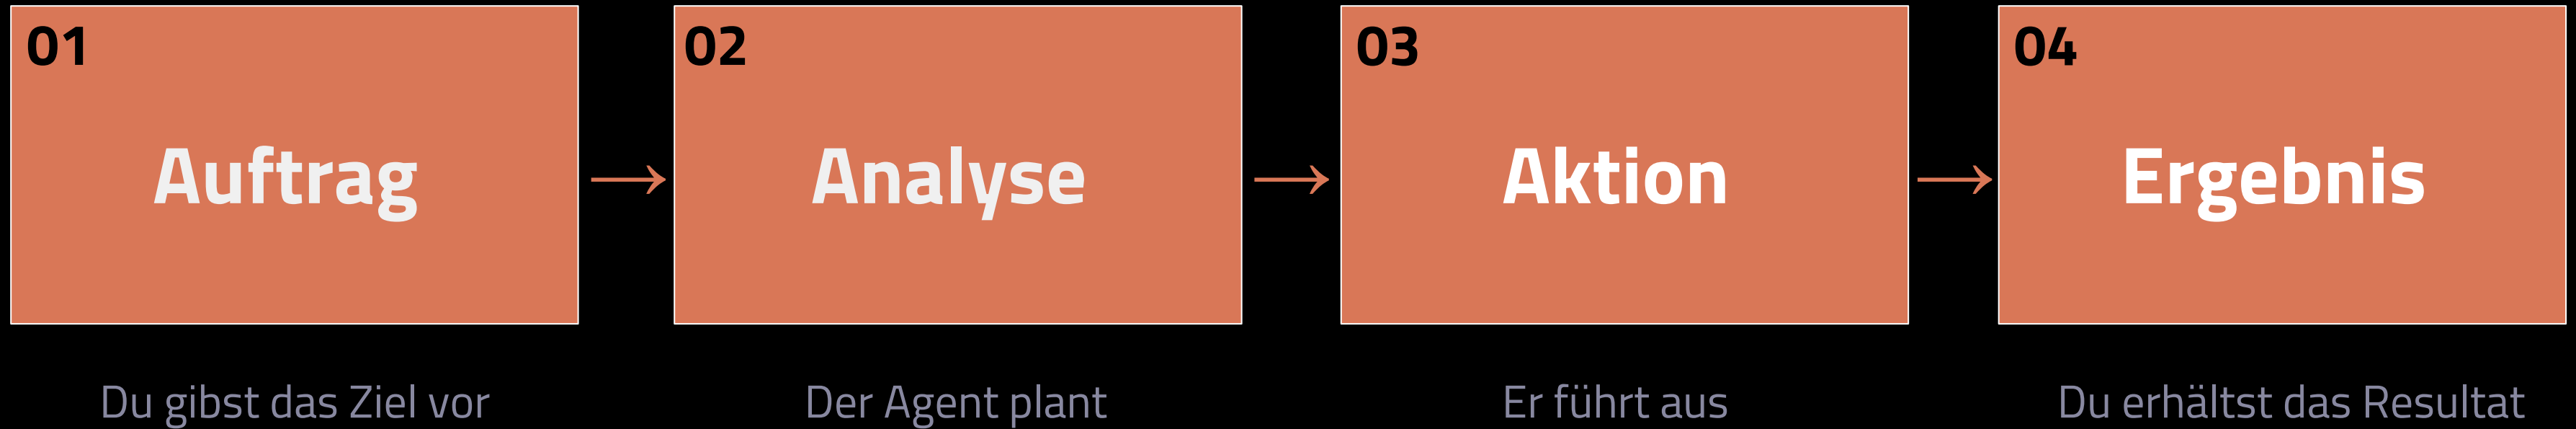 01
Auftrag
Du gibst das Ziel vor
02
Analyse
Der Agent plant
03
Aktion
Er führt aus
04
Ergebnis
Du erhältst das Resultat